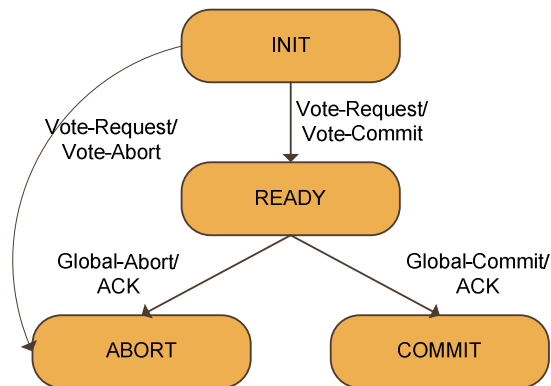 INIT
Vote-Request/
Vote-Commit
Vote-Request/
Vote-Abort
READY
Global-Abort/
ACK
Global-Commit/
ACK
ABORT
COMMIT